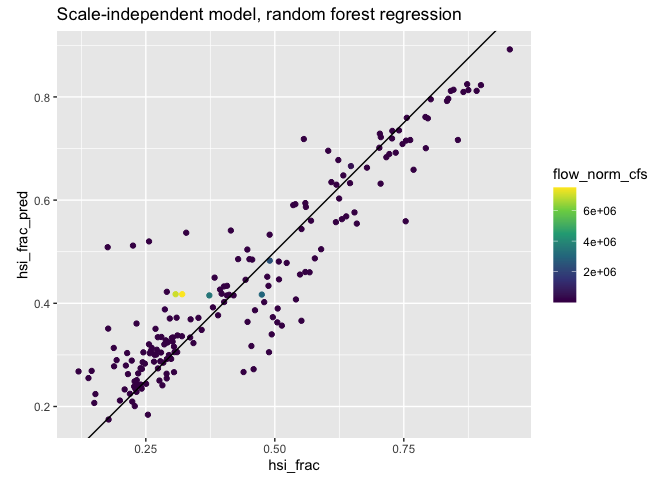 Scale-independent model, random forest regression
0.8
0.6
0.4
0.2
hsi_frac_pred
0.25
0.50
0.75
hsi_frac
flow_norm_cfs
6e+06
4e+06
2e+06